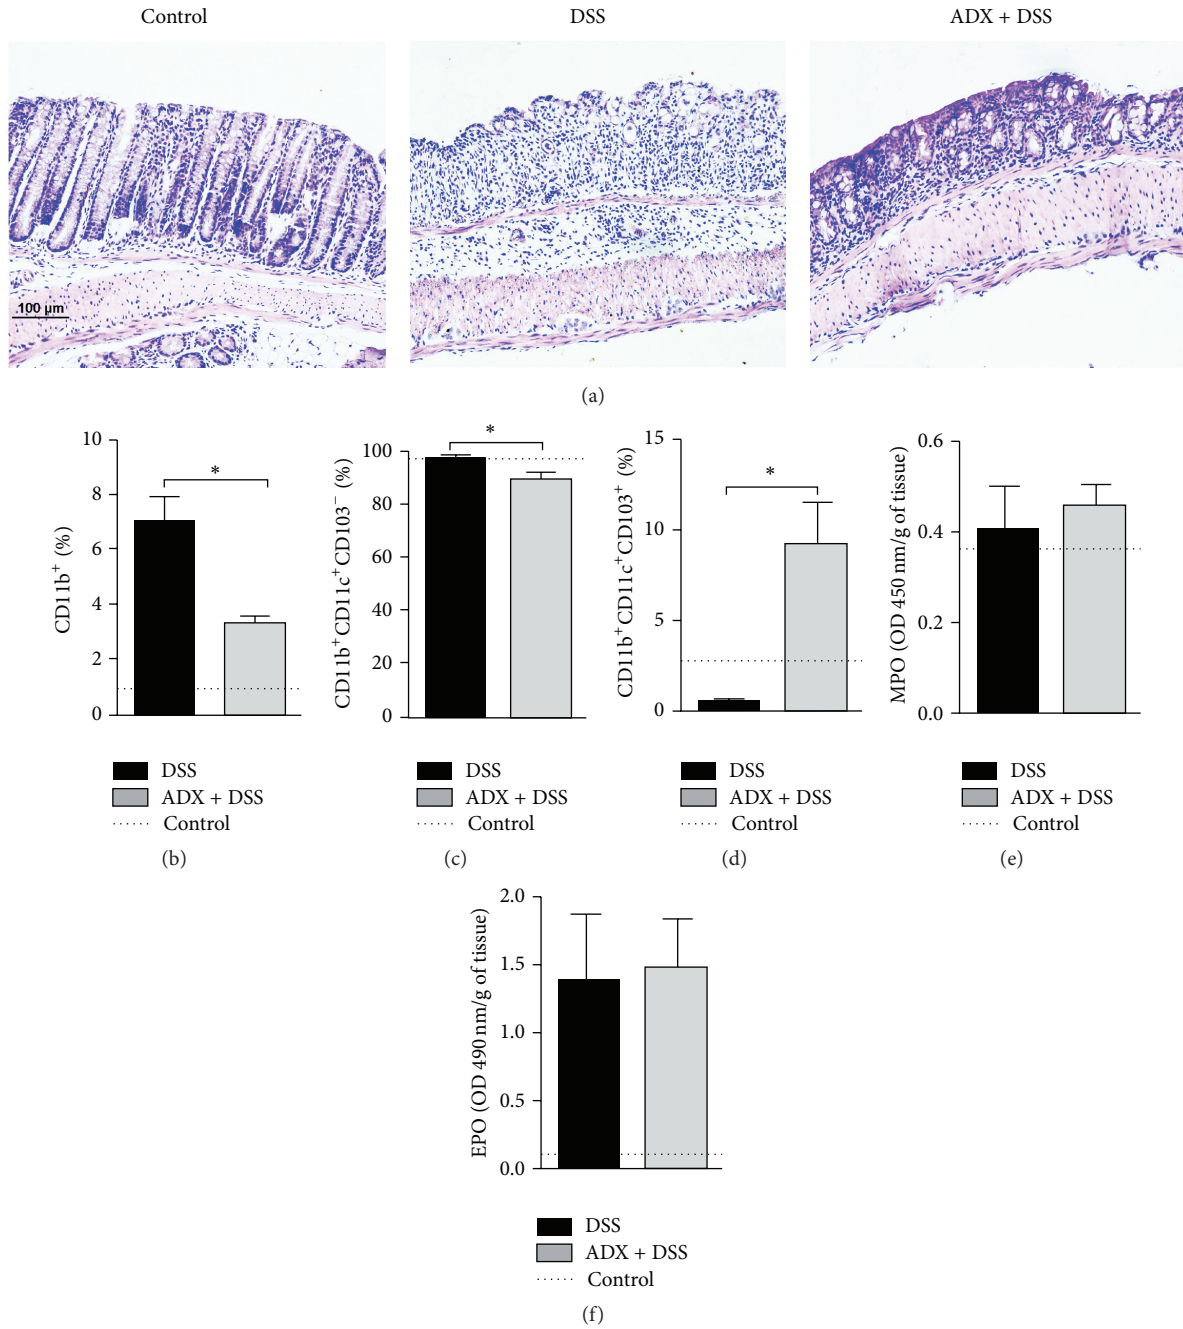 Control DSS ADX + DSS
100 µm
(a)
CD11b⁺ (%)
10
8
6
4
2
0
*
DSS
ADX + DSS
Control
(b)
CD11b⁺CD11c⁺CD103⁻ (%)
100
80
60
40
20
0
*
DSS
ADX + DSS
Control
(c)
CD11b⁺CD11c⁺CD103⁺ (%)
15
10
5
0
*
DSS
ADX + DSS
Control
(d)
MPO (OD 450 nm/g of tissue)
0.6
0.4
0.2
0.0
DSS
ADX + DSS
Control
(e)
EPO (OD 490 nm/g of tissue)
2.0
1.5
1.0
0.5
0.0
DSS
ADX + DSS
Control
(f)